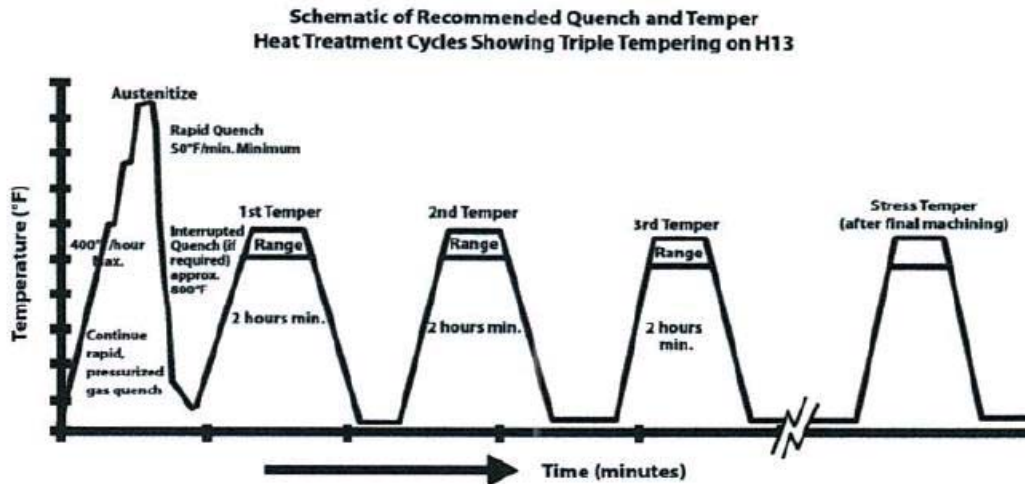 Schematic of Recommended Quench and Temper
Heat Treatment Cycles Showing Triple Tempering on H13
Austenitize
Rapid Quench
50°F/min. Minimum
Temperature (°F)
400°F/hour
Max.
Interrupted
Quench (if
required)
approx.
800°F
Continue
rapid,
pressurized
gas quench
1st Temper
Range
2 hours min.
2nd Temper
Range
2 hours min.
3rd Temper
Range
2 hours
min.
Stress Temper
(after final machining)
Time (minutes)